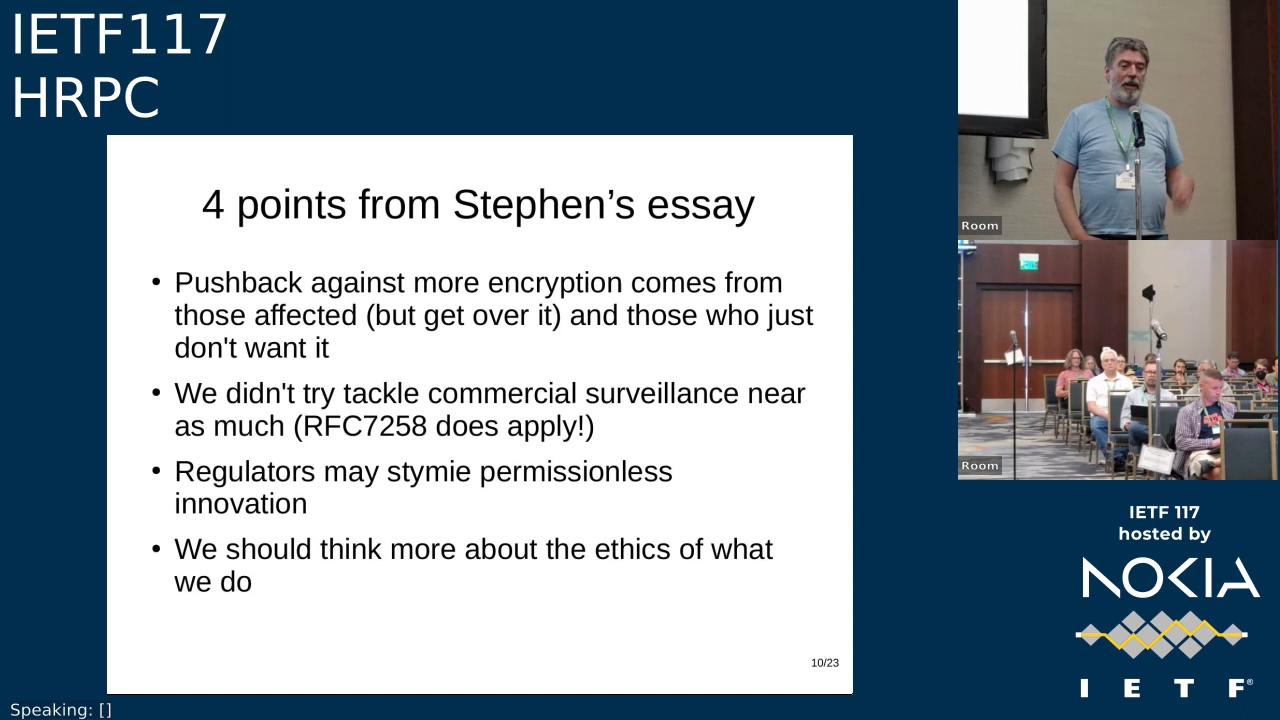 IETF117
HRPC
4 points from Stephen’s essay
• Pushback against more encryption comes from
those affected (but get over it) and those who just
don't want it
• We didn't try tackle commercial surveillance near
as much (RFC7258 does apply!)
• Regulators may stymie permissionless
innovation
• We should think more about the ethics of what
we do
10/23
Room
Room
IETF 117
hosted by
NOKIA
I E T F®
Speaking: []